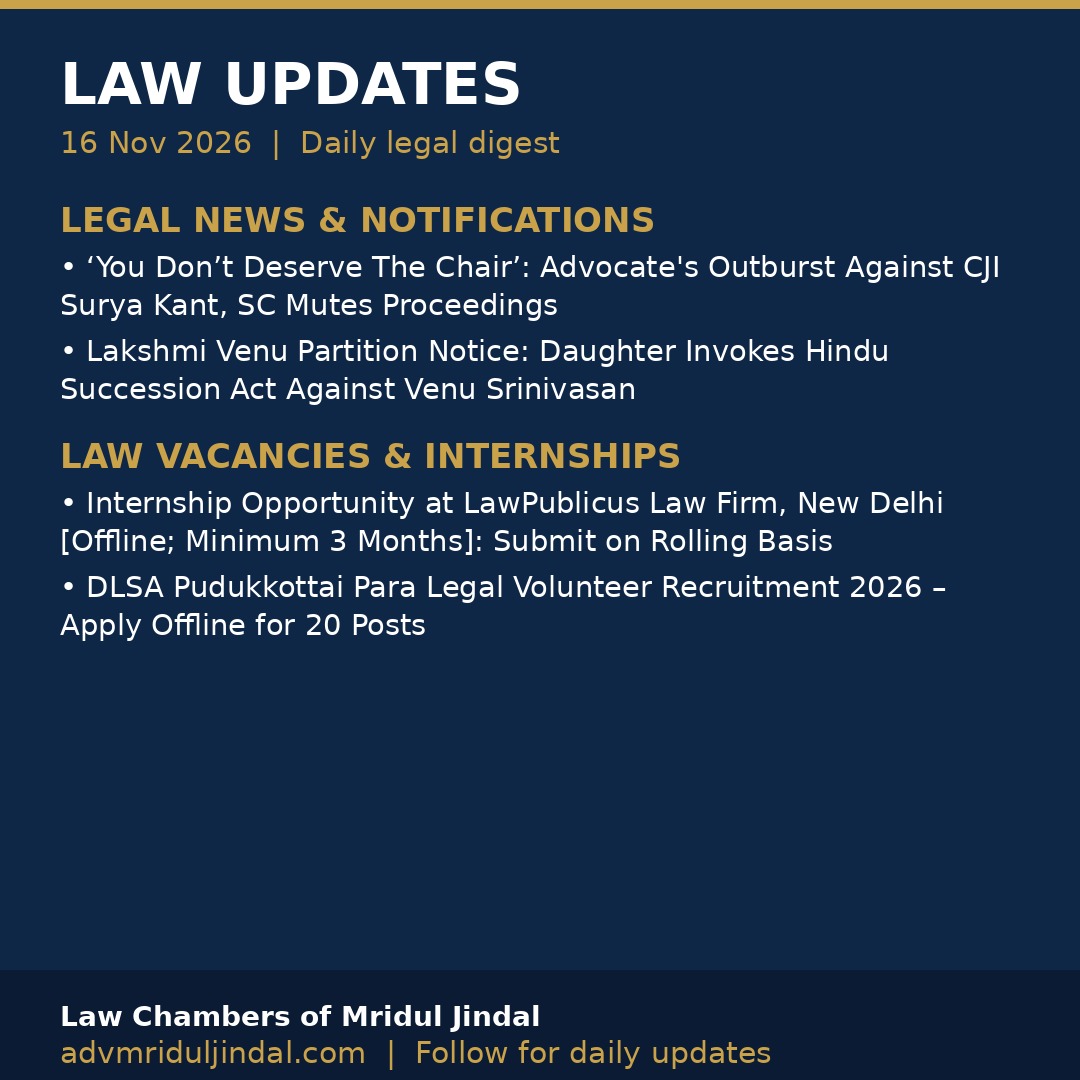 LAW UPDATES
16 Nov 2026 | Daily legal digest
LEGAL NEWS & NOTIFICATIONS
• ‘You Don’t Deserve The Chair’: Advocate's Outburst Against CJI
Surya Kant, SC Mutes Proceedings
• Lakshmi Venu Partition Notice: Daughter Invokes Hindu
Succession Act Against Venu Srinivasan
LAW VACANCIES & INTERNSHIPS
• Internship Opportunity at LawPublicus Law Firm, New Delhi
[Offline; Minimum 3 Months]: Submit on Rolling Basis
• DLSA Pudukkottai Para Legal Volunteer Recruitment 2026 –
Apply Offline for 20 Posts
Law Chambers of Mridul Jindal
advmriduljindal.com | Follow for daily updates